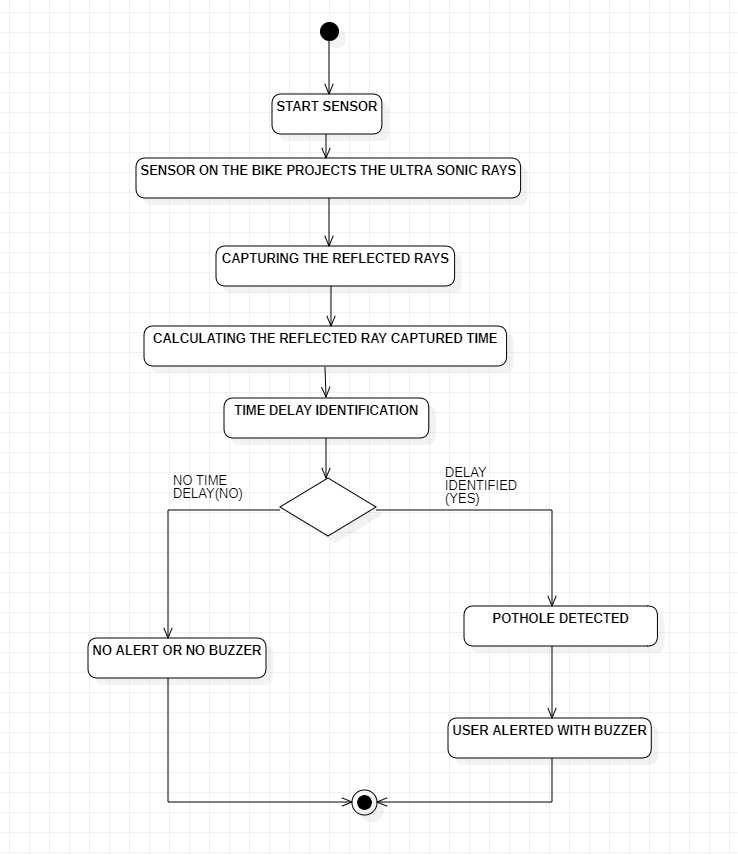 START SENSOR
SENSOR ON THE BIKE PROJECTS THE ULTRA SONIC RAYS
CAPTURING THE REFLECTED RAYS
CALCULATING THE REFLECTED RAY CAPTURED TIME
TIME DELAY IDENTIFICATION
NO TIME
DELAY(NO)
DELAY
IDENTIFIED
(YES)
POTHOLE DETECTED
NO ALERT OR NO BUZZER
USER ALERTED WITH BUZZER